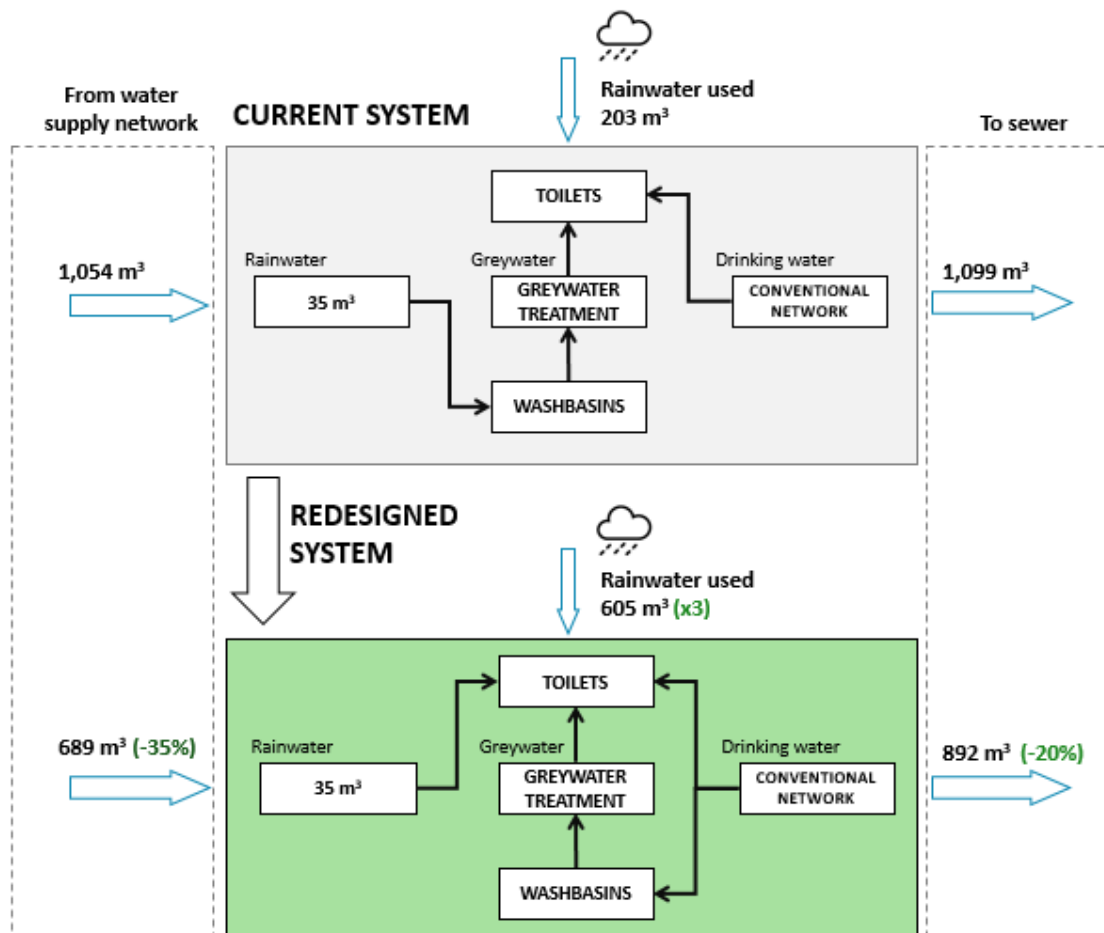 From water
supply network
CURRENT SYSTEM
Rainwater used
203 m³
To sewer
TOILETS
1,054 m³
Rainwater
Greywater
Drinking water
1,099 m³
35 m³
GREYWATER
TREATMENT
CONVENTIONAL
NETWORK
WASHBASINS
REDESIGNED
SYSTEM
Rainwater used
605 m³ (x3)
TOILETS
689 m³ (-35%)
Rainwater
Greywater
Drinking water
892 m³ (-20%)
35 m³
GREYWATER
TREATMENT
CONVENTIONAL
NETWORK
WASHBASINS